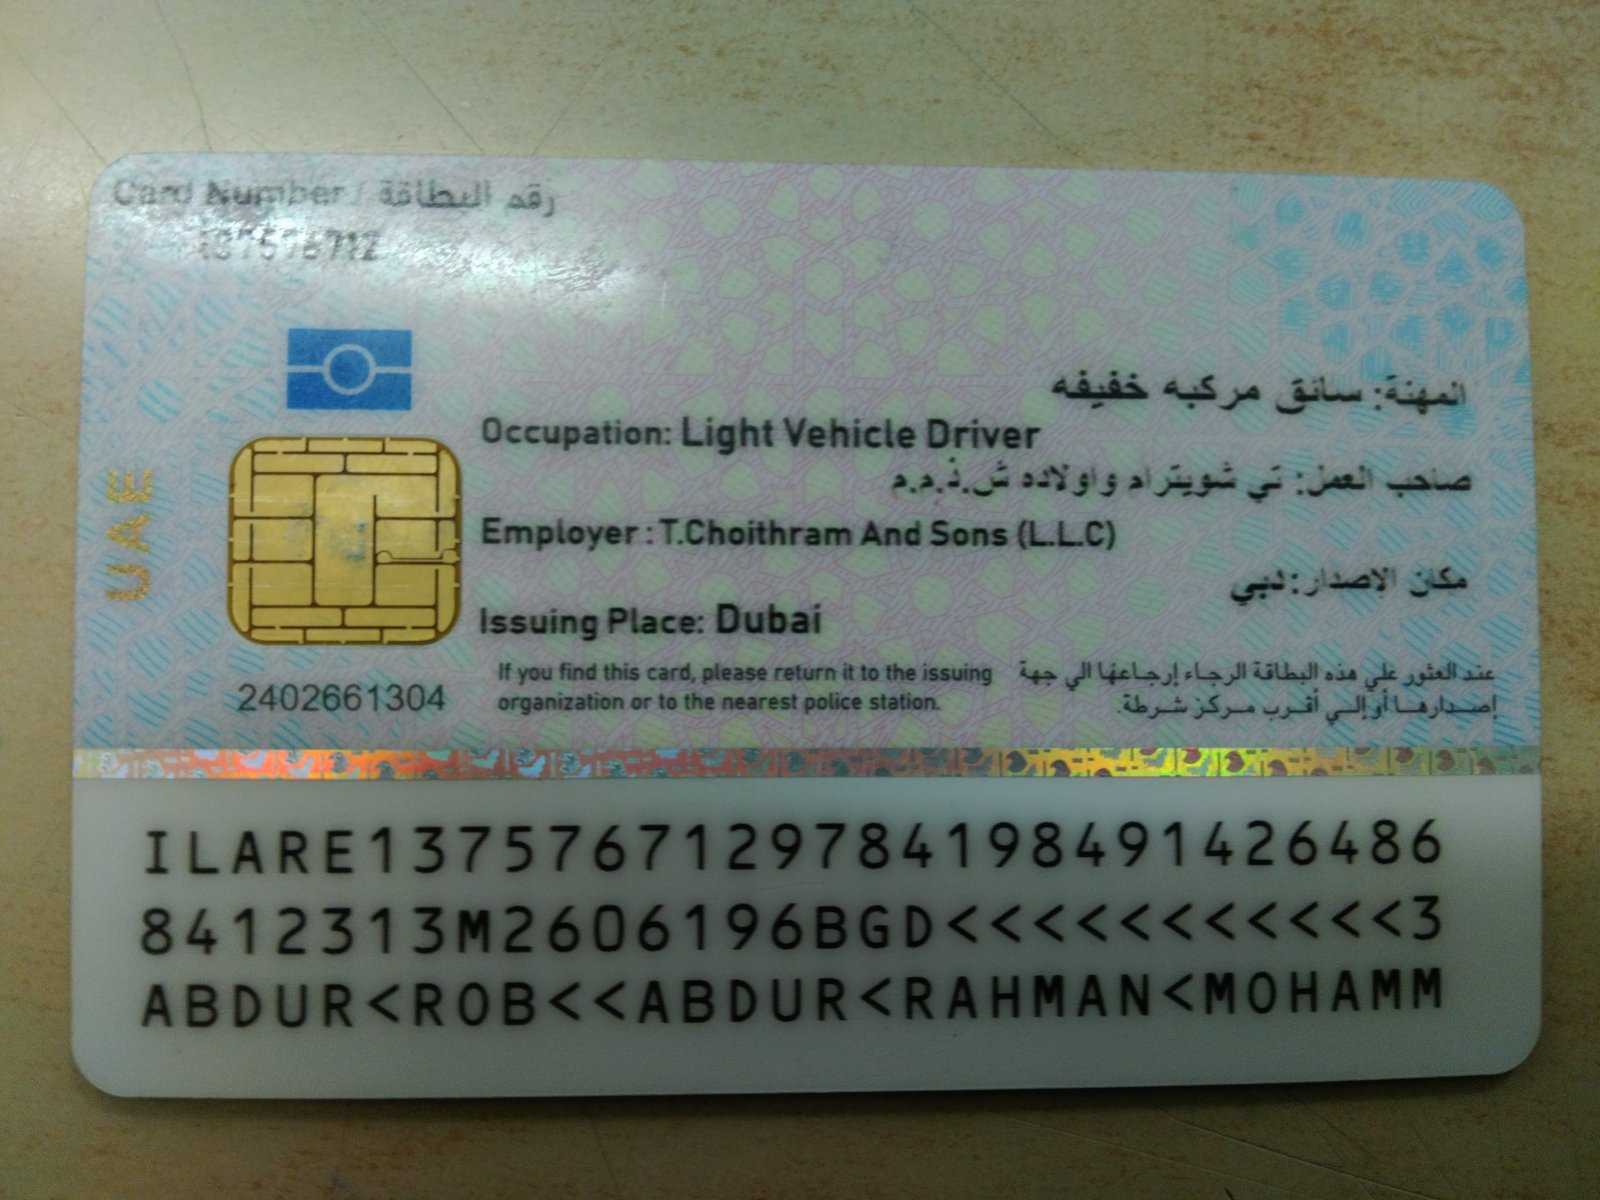 Card Number / رقم البطاقة
137576712
المهنة: سائق مركبه خفيفه
Occupation: Light Vehicle Driver
صاحب العمل: تي شويترام واولاده ش.ذ.م.م
Employer : T.Choithram And Sons (L.L.C)
مكان الاصدار: دبي
Issuing Place: Dubai
UAE
If you find this card, please return it to the issuing
organization or to the nearest police station.
عند العثور علي هذه البطاقة الرجاء إرجاعها الي جهة
إصدارها أو إلي أقرب مركز شرطة.
2402661304
ILARE1375767129784198491426486
8412313M2606196BGD<<<<<<<<<<<3
ABDUR<ROB<<ABDUR<RAHMAN<MOHAMM